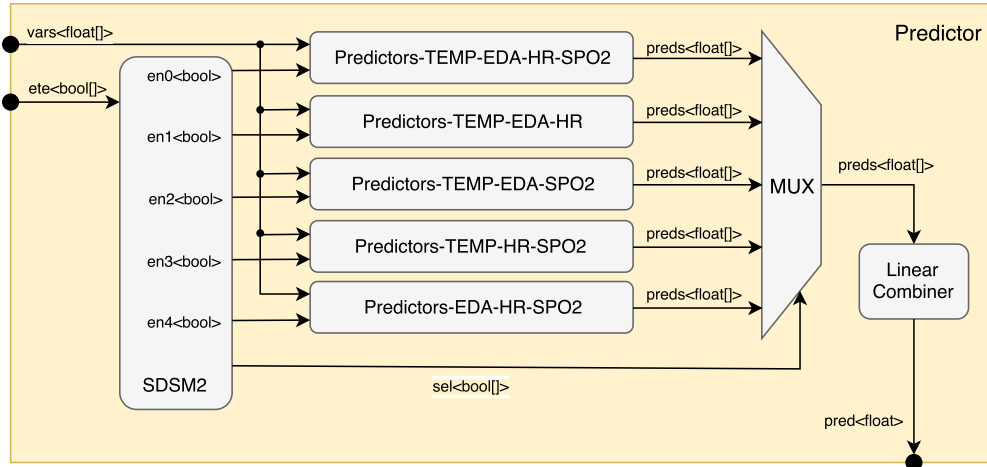 Predictor
vars<float[]>
ete<bool[]>
en0<bool>
en1<bool>
en2<bool>
en3<bool>
en4<bool>
SDSM2
Predictors-TEMP-EDA-HR-SPO2
Predictors-TEMP-EDA-HR
Predictors-TEMP-EDA-SPO2
Predictors-TEMP-HR-SPO2
Predictors-EDA-HR-SPO2
preds<float[]>
preds<float[]>
preds<float[]>
preds<float[]>
preds<float[]>
MUX
sel<bool[]>
preds<float[]>
Linear
Combiner
pred<float>